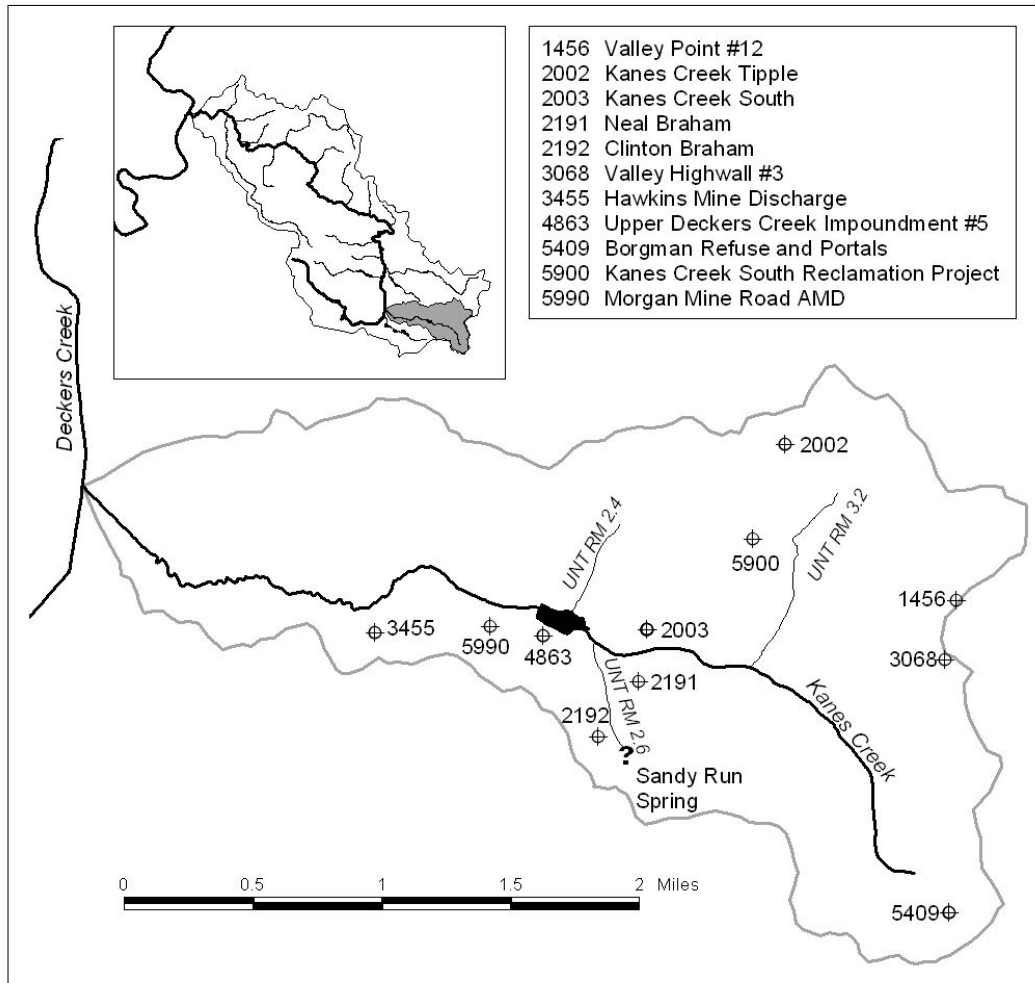 1456 Valley Point #12
2002 Kanes Creek Tipple
2003 Kanes Creek South
2191 Neal Braham
2192 Clinton Braham
3068 Valley Highwall #3
3455 Hawkins Mine Discharge
4863 Upper Deckers Creek Impoundment #5
5409 Borgman Refuse and Portals
5900 Kanes Creek South Reclamation Project
5990 Morgan Mine Road AMD
Deckers Creek
2002
UNT RM 2.4
UNT RM 3.2
5900
1456
3455
5990
4863
2003
3068
2191
UNT RM 2.6
2192
?
Sandy Run
Spring
Kanes Creek
5409
0 0.5 1 1.5 2 Miles